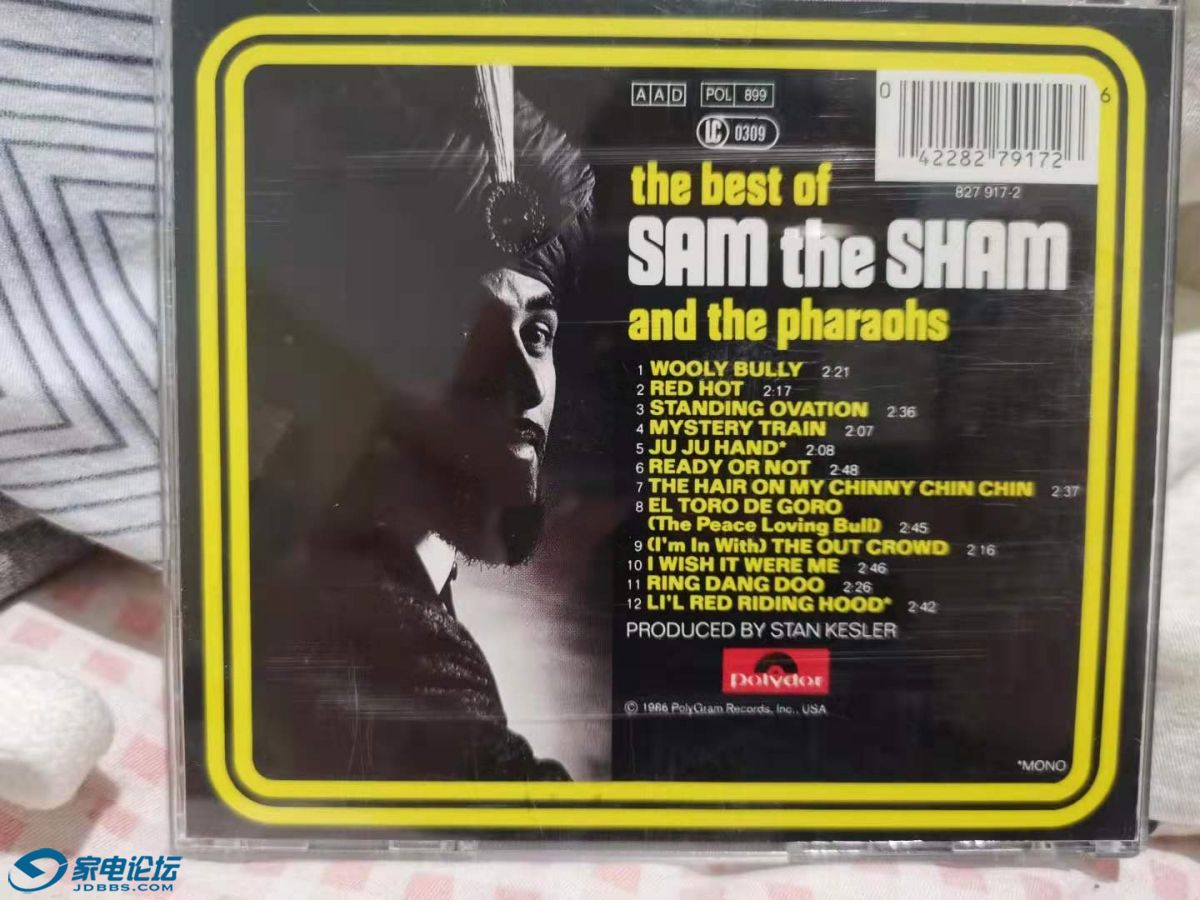 AAD POL 899
LC 0309
0 42282 79172 6
827 917-2
the best of
SAM the SHAM
and the pharaohs
1 WOOLY BULLY 2:21
2 RED HOT 2:17
3 STANDING OVATION 2:36
4 MYSTERY TRAIN 2:07
5 JU JU HAND* 2:08
6 READY OR NOT 2:48
7 THE HAIR ON MY CHINNY CHIN CHIN 2:37
8 EL TORO DE GORO
(The Peace Loving Bull) 2:45
9 (I'm In With) THE OUT CROWD 2:16
10 I WISH IT WERE ME 2:46
11 RING DANG DOO 2:26
12 LI'L RED RIDING HOOD* 2:42
PRODUCED BY STAN KESLER
polydor
© 1986 PolyGram Records, Inc., USA
*MONO
家电论坛
JDBBS.COM